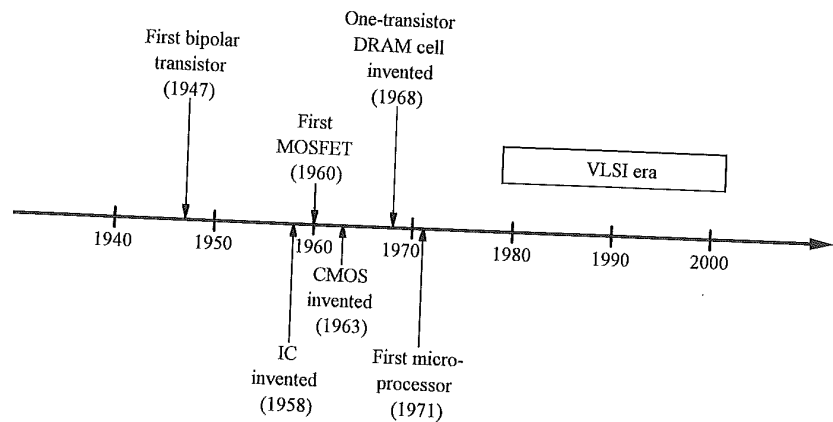 First bipolar
transistor
(1947)
One-transistor
DRAM cell
invented
(1968)
First
MOSFET
(1960)
VLSI era
1940
1950
1960
1970
1980
1990
2000
CMOS
invented
(1963)
IC
invented
(1958)
First micro-
processor
(1971)